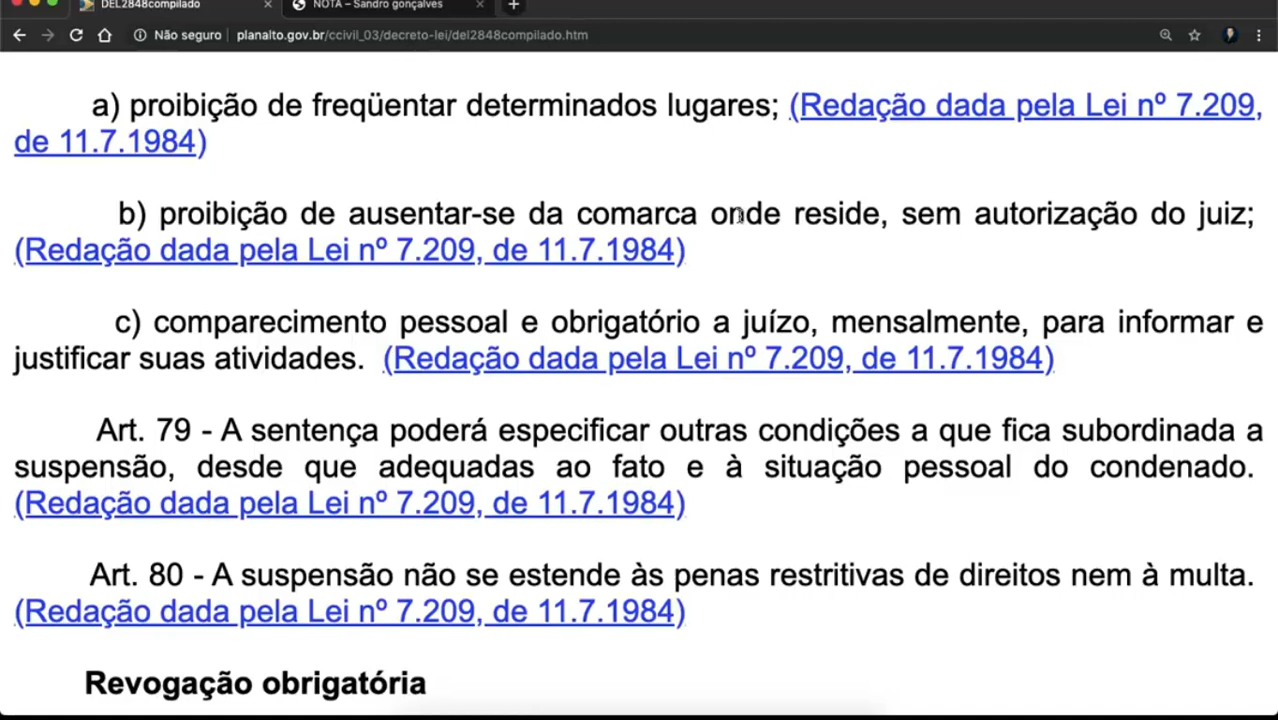 DEL2848compilado
NOTA – Sandro gonçalves
Não seguro
planalto.gov.br/ccivil_03/decreto-lei/del2848compilado.htm
a) proibição de freqüentar determinados lugares; (Redação dada pela Lei nº 7.209,
de 11.7.1984)
b) proibição de ausentar-se da comarca onde reside, sem autorização do juiz;
(Redação dada pela Lei nº 7.209, de 11.7.1984)
c) comparecimento pessoal e obrigatório a juízo, mensalmente, para informar e
justificar suas atividades. (Redação dada pela Lei nº 7.209, de 11.7.1984)
Art. 79 - A sentença poderá especificar outras condições a que fica subordinada a
suspensão, desde que adequadas ao fato e à situação pessoal do condenado.
(Redação dada pela Lei nº 7.209, de 11.7.1984)
Art. 80 - A suspensão não se estende às penas restritivas de direitos nem à multa.
(Redação dada pela Lei nº 7.209, de 11.7.1984)
Revogação obrigatória